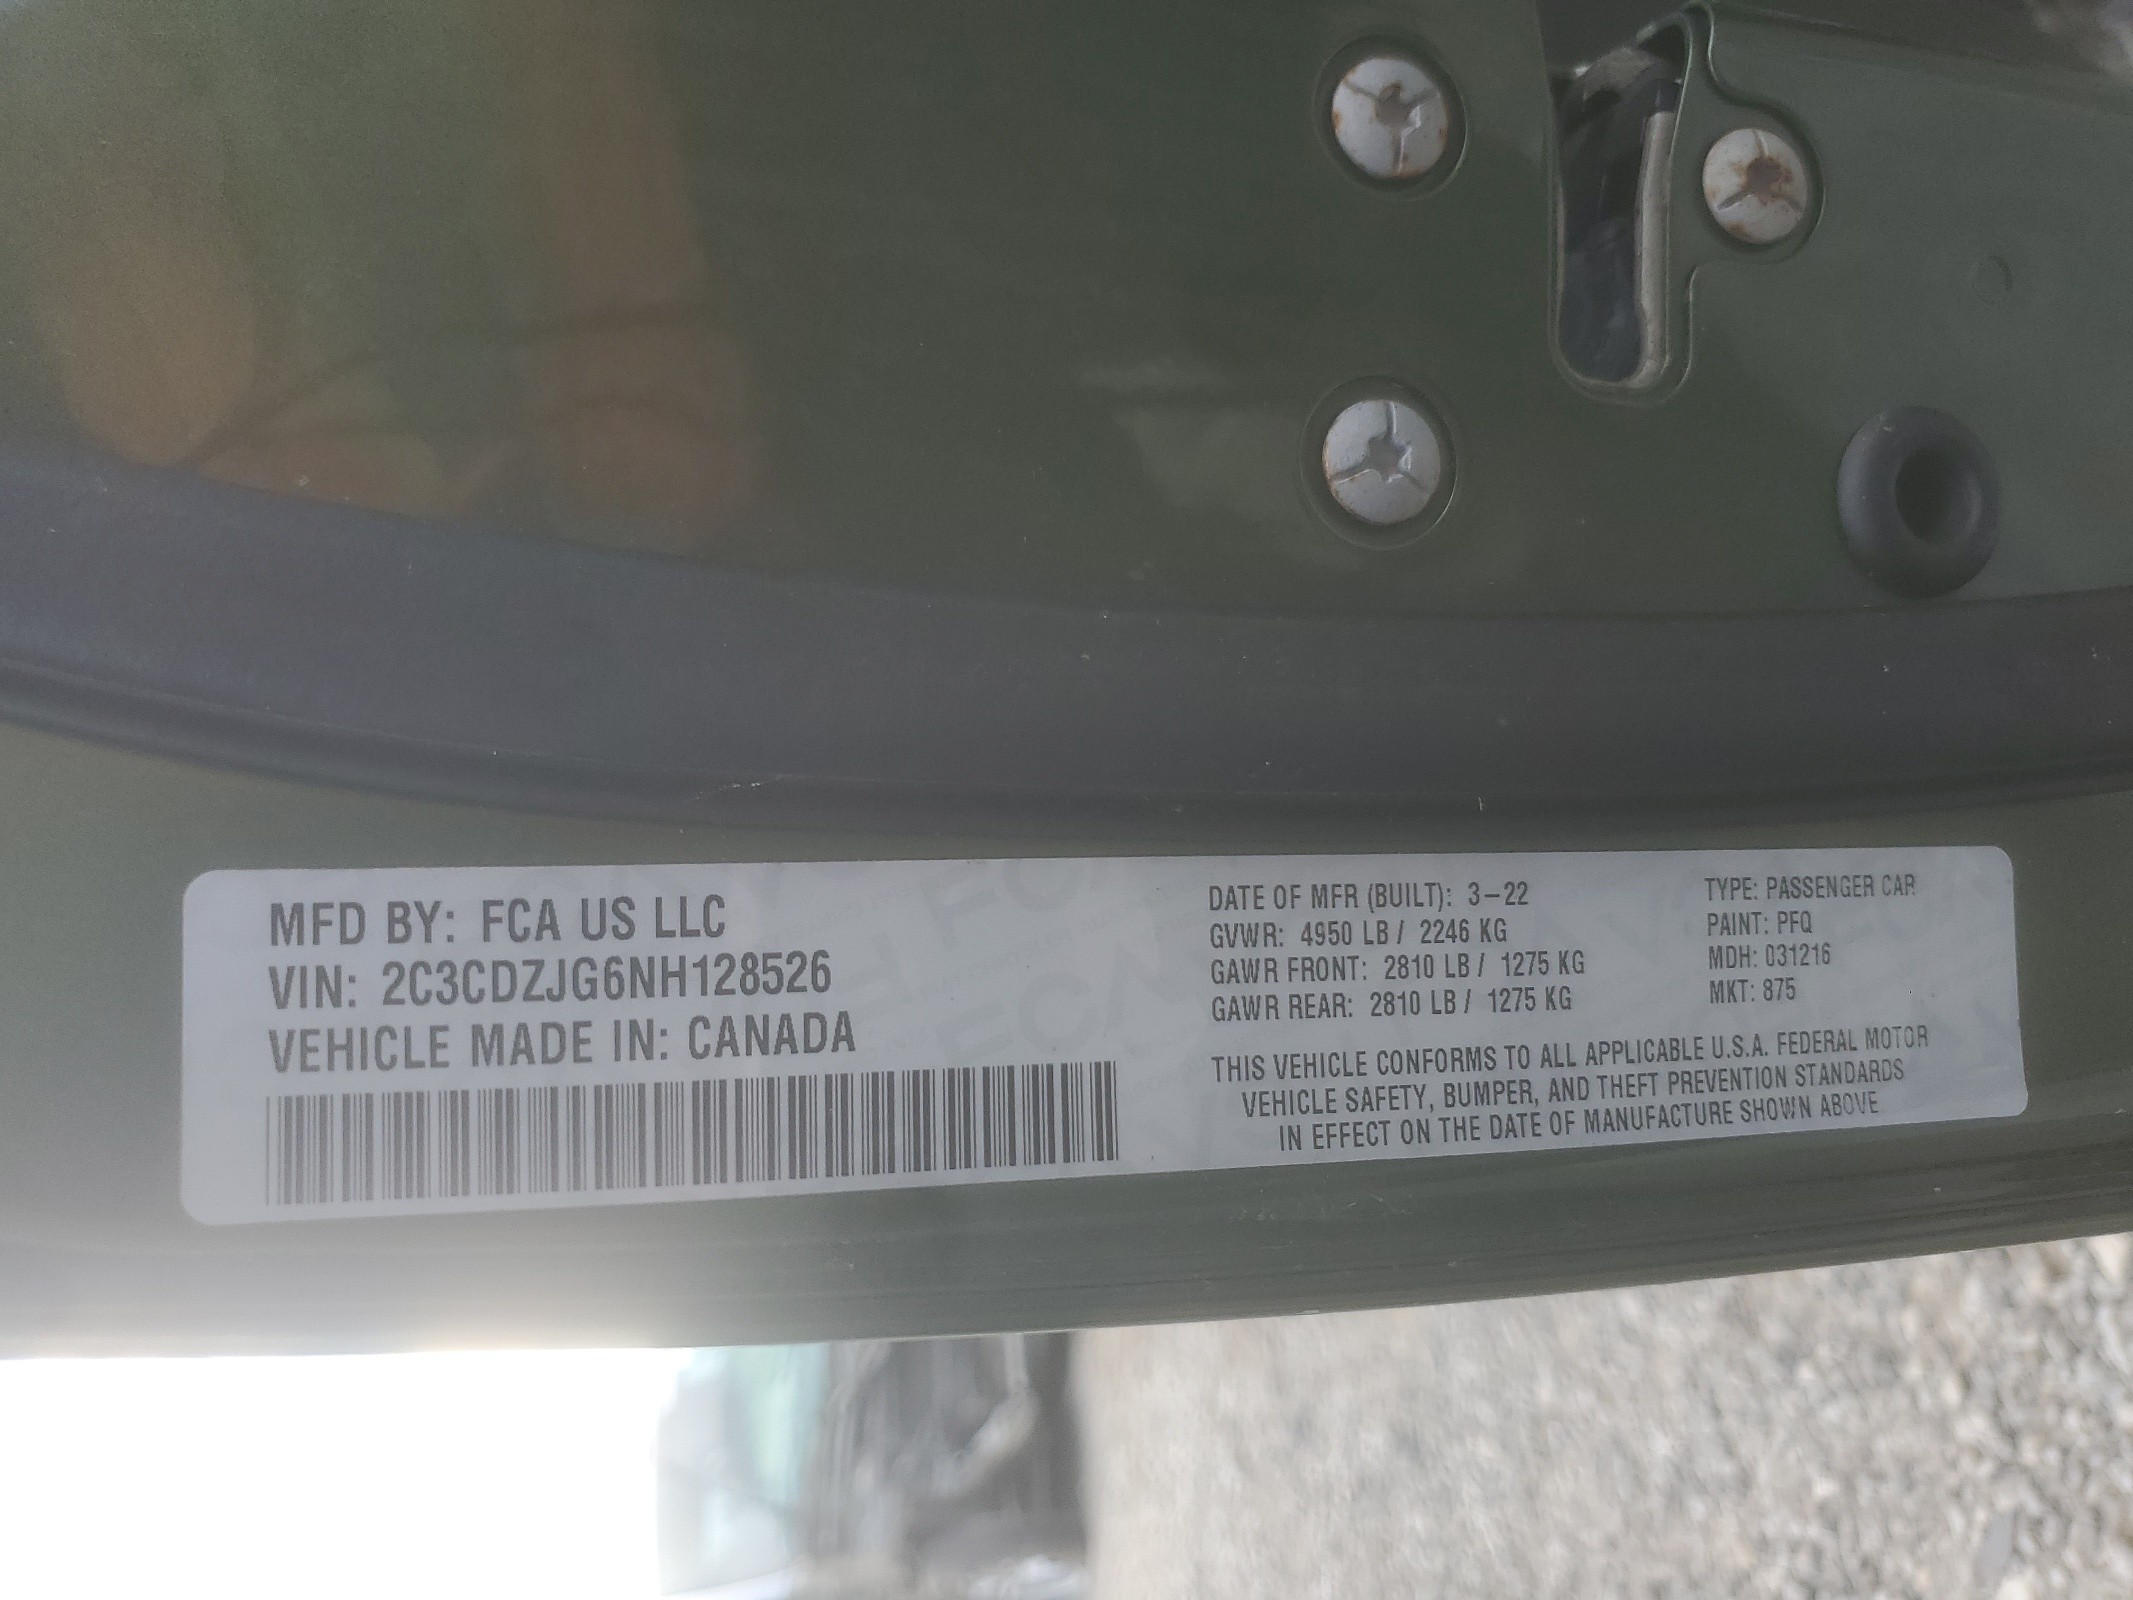 MFD BY: FCA US LLC
VIN: 2C3CDZJG6NH128526
VEHICLE MADE IN: CANADA
DATE OF MFR (BUILT): 3-22
GVWR: 4950 LB / 2246 KG
GAWR FRONT: 2810 LB / 1275 KG
GAWR REAR: 2810 LB / 1275 KG
TYPE: PASSENGER CAR
PAINT: PFQ
MDH: 031216
MKT: 875
THIS VEHICLE CONFORMS TO ALL APPLICABLE U.S.A. FEDERAL MOTOR
VEHICLE SAFETY, BUMPER, AND THEFT PREVENTION STANDARDS
IN EFFECT ON THE DATE OF MANUFACTURE SHOWN ABOVE